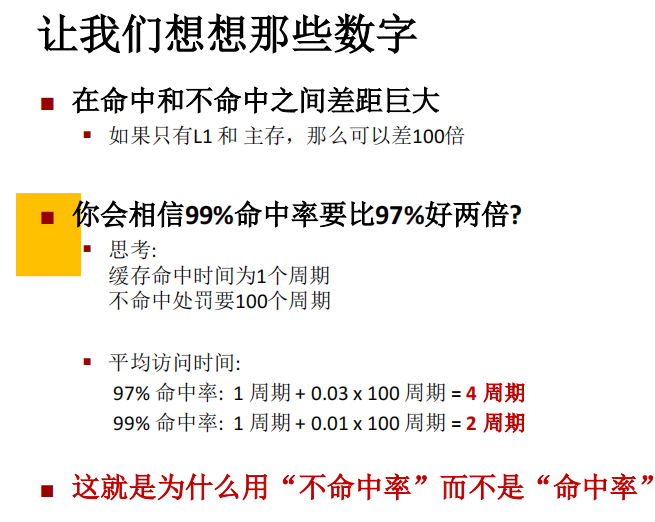 让我们想想那些数字
在命中和不命中之间差距巨大
如果只有L1 和 主存，那么可以差100倍
你会相信99%命中率要比97%好两倍?
思考:
缓存命中时间为1个周期
不命中处罚要100个周期
平均访问时间:
97% 命中率: 1 周期 + 0.03 x 100 周期 = 4 周期
99% 命中率: 1 周期 + 0.01 x 100 周期 = 2 周期
这就是为什么用“不命中率”而不是“命中率”